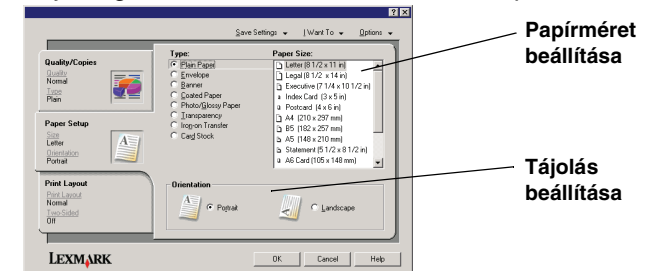 Save Settings
I Want To
Options
Quality/Copies
Quality
Normal
Type
Plain
Paper Setup
Size
Letter
Orientation
Portrait
Print Layout
Print Layout
Normal
Two-Sided
Off
Type:
Plain Paper
Envelope
Banner
Coated Paper
Photo/Glossy Paper
Transparency
Iron-on Transfer
Card Stock
Paper Size:
Letter (8 1/2 x 11 in)
Legal (8 1/2 x 14 in)
Executive (7 1/4 x 10 1/2 in)
Index Card (3 x 5 in)
Postcard (4 x 6 in)
A4 (210 x 297 mm)
B5 (182 x 257 mm)
A5 (148 x 210 mm)
Statement (5 1/2 x 8 1/2 in)
A6 Card (105 x 148 mm)
Orientation
A
Portrait
A
Landscape
LEXMARK
OK
Cancel
Help
Papírméret
beállítása
Tájolás
beállítása